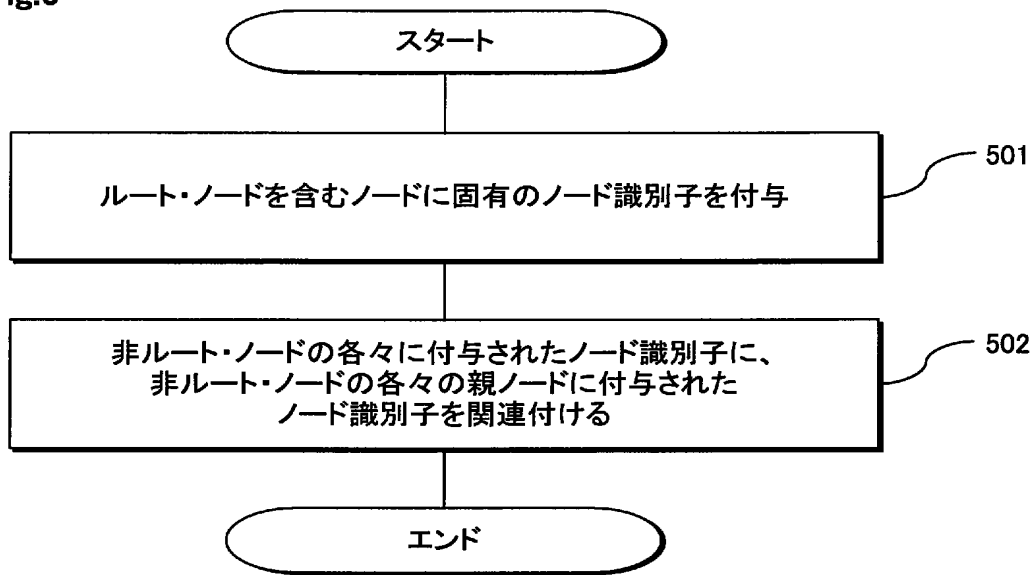 スタート
ルート・ノードを含むノードに固有のノード識別子を付与
501
非ルート・ノードの各々に付与されたノード識別子に、
非ルート・ノードの各々の親ノードに付与された
ノード識別子を関連付ける
502
エンド